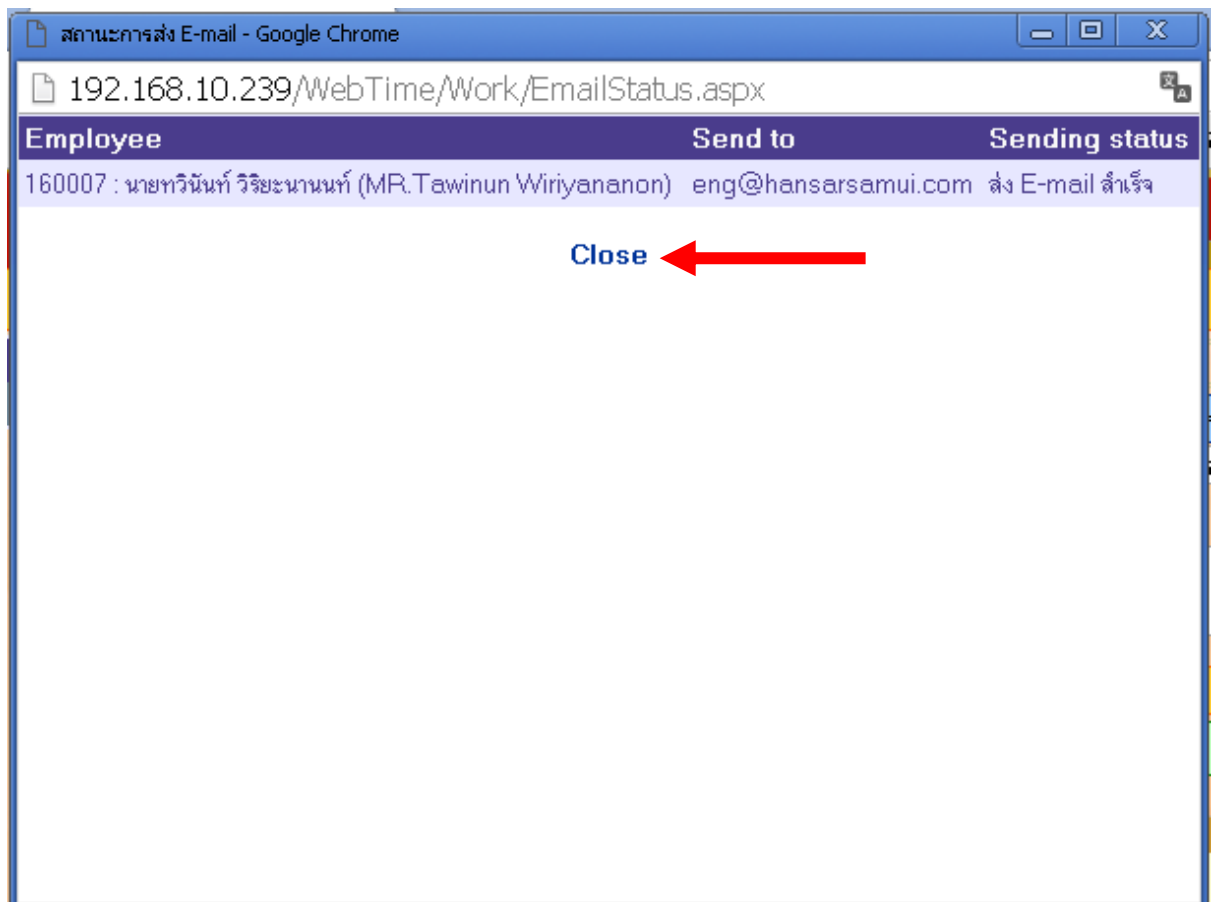 สถานะการส่ง E-mail - Google Chrome
192.168.10.239/WebTime/Work/EmailStatus.aspx
Employee Send to Sending status
160007 : นายทวินันท์ วิริยะนานนท์ (MR.Tawinun Wiriyananon) eng@hansarsamui.com ส่ง E-mail สำเร็จ
Close